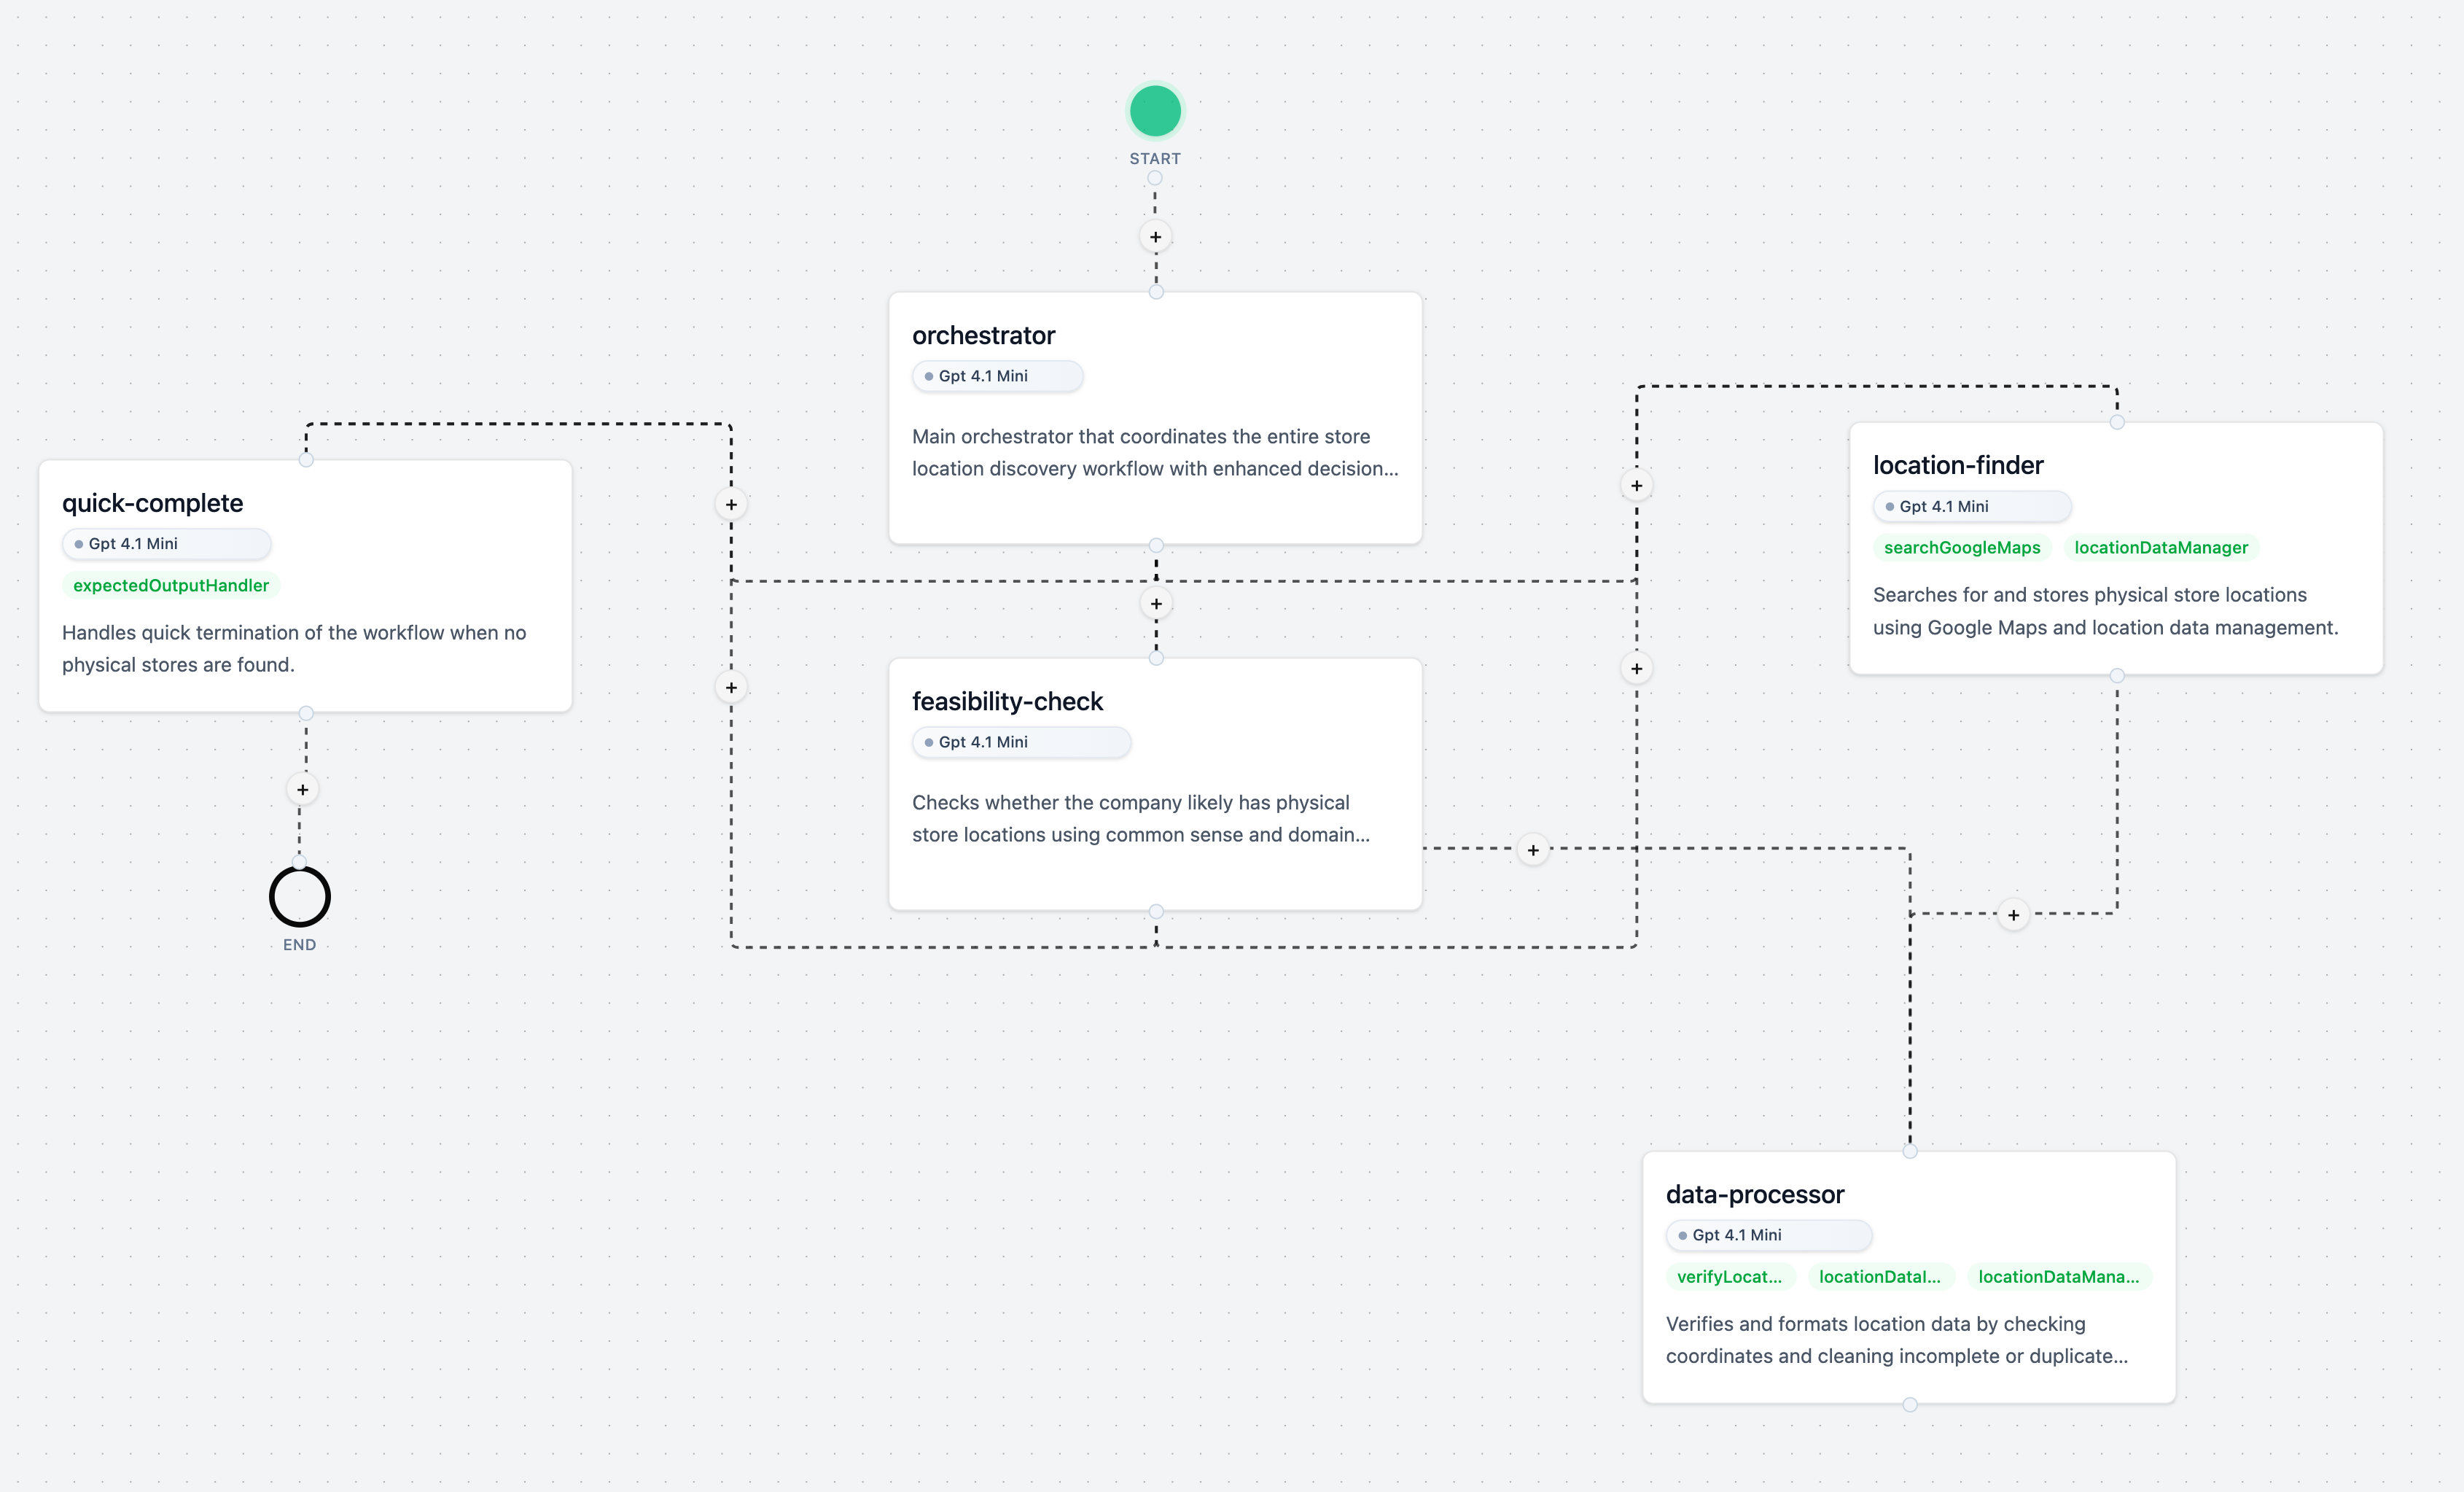 START
orchestrator
Gpt 4.1 Mini
Main orchestrator that coordinates the entire store
location discovery workflow with enhanced decision...
quick-complete
Gpt 4.1 Mini
expectedOutputHandler
Handles quick termination of the workflow when no
physical stores are found.
END
feasibility-check
Gpt 4.1 Mini
Checks whether the company likely has physical
store locations using common sense and domain...
location-finder
Gpt 4.1 Mini
searchGoogleMaps locationDataManager
Searches for and stores physical store locations
using Google Maps and location data management.
data-processor
Gpt 4.1 Mini
verifyLocat... locationDataI... locationDataMana...
Verifies and formats location data by checking
coordinates and cleaning incomplete or duplicate...